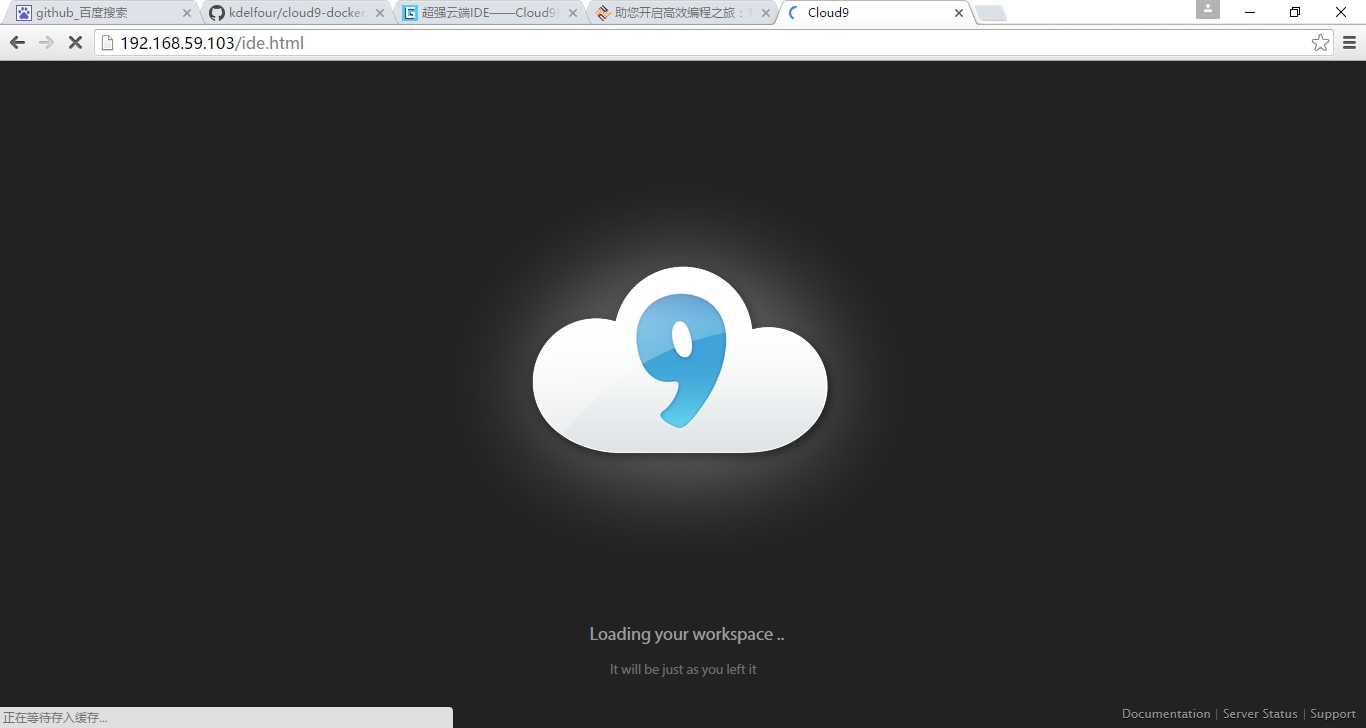 github_百度搜索
kdelfour/cloud9-docker
超强云端IDE——Cloud9
助您开启高效编程之旅：
Cloud9
192.168.59.103/ide.html
9
Loading your workspace ..
It will be just as you left it
正在等待存入缓存...
Documentation | Server Status | Support